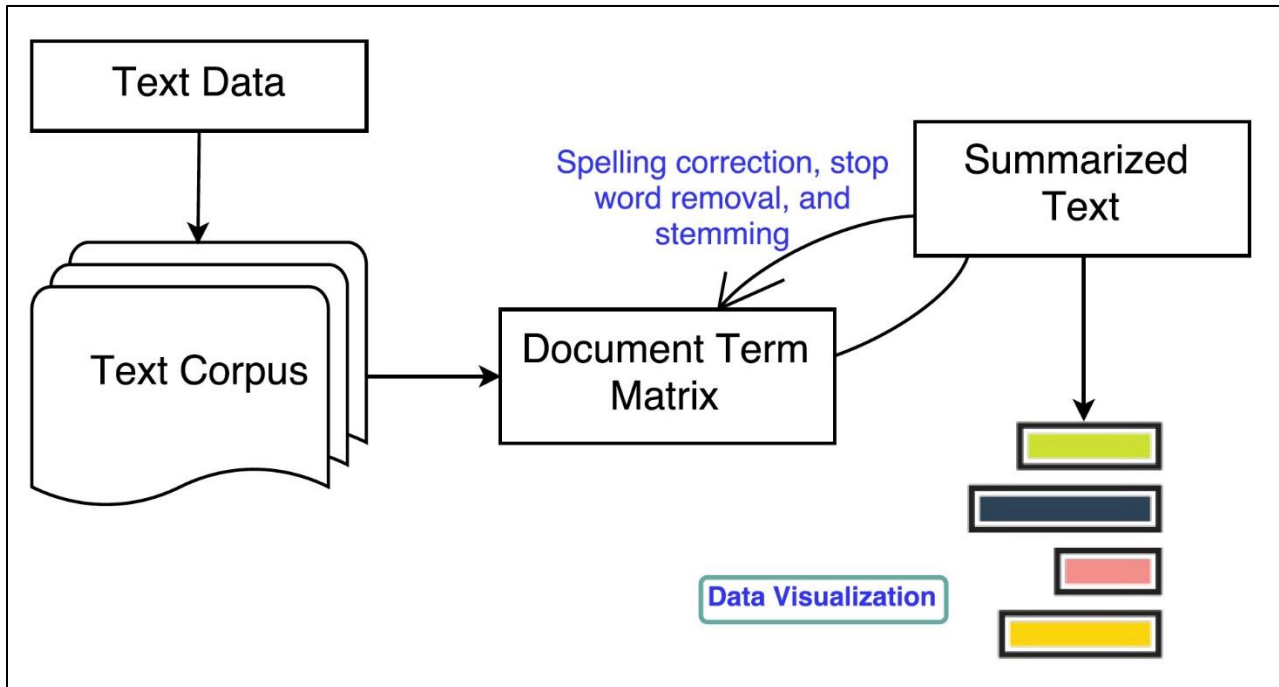 Text Data
Text Corpus
Document Term
Matrix
Spelling correction, stop
word removal, and
stemming
Summarized
Text
Data Visualization